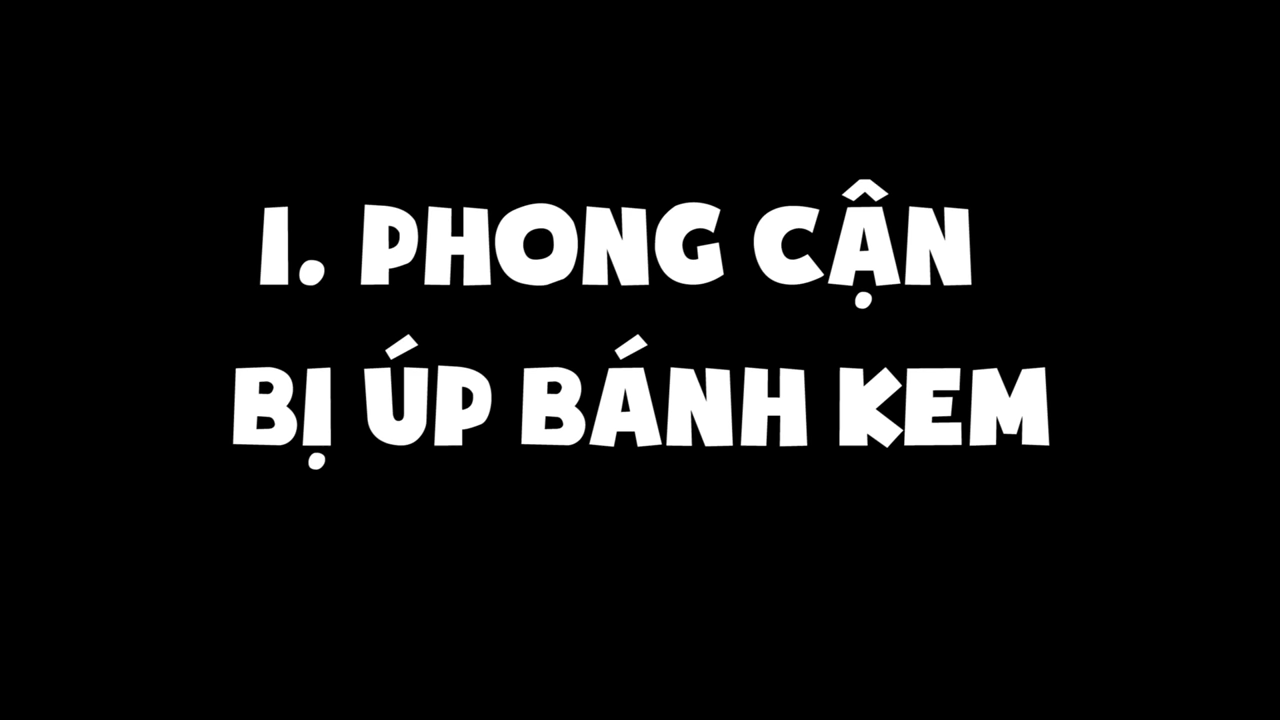 1. PHONG CẬN
BỊ ÚP BÁNH KEM